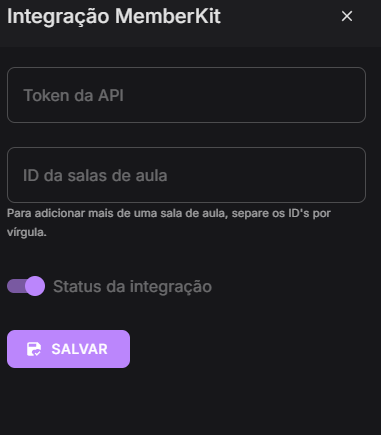 Integração MemberKit
Token da API
ID da salas de aula
Para adicionar mais de uma sala de aula, separe os ID's por
vírgula.
Status da integração
SALVAR